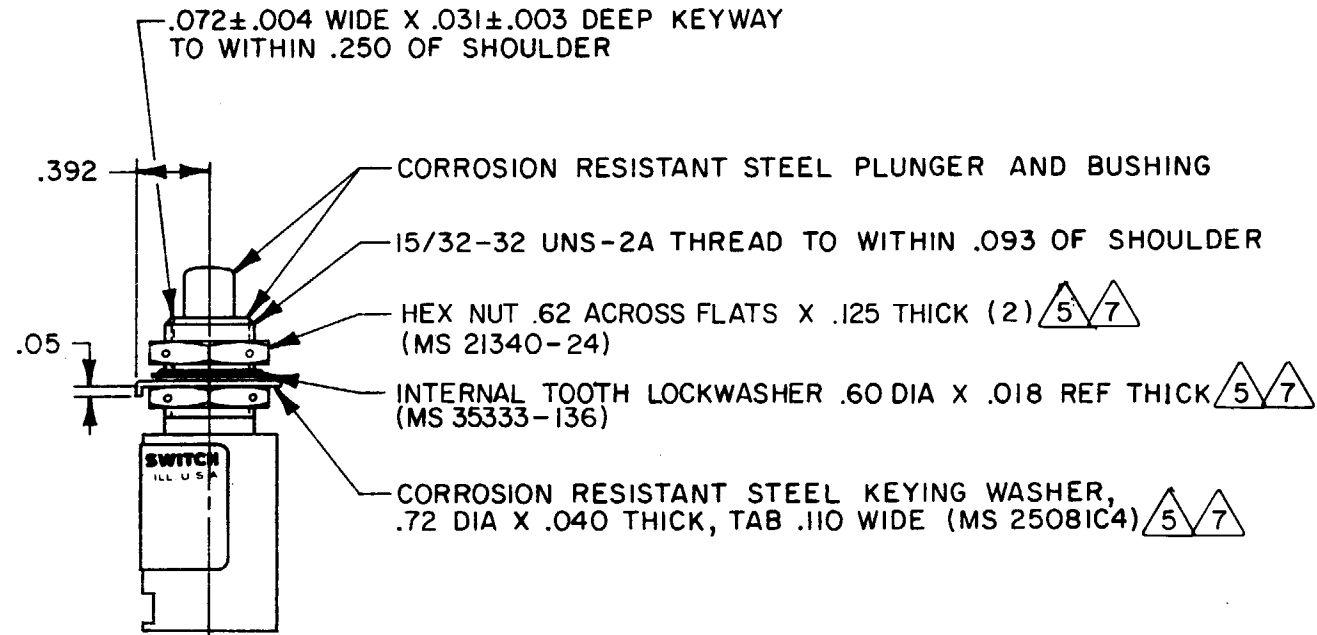 .072±.004 WIDE X .031±.003 DEEP KEYWAY
TO WITHIN .250 OF SHOULDER
.392
CORROSION RESISTANT STEEL PLUNGER AND BUSHING
15/32-32 UNS-2A THREAD TO WITHIN .093 OF SHOULDER
HEX NUT .62 ACROSS FLATS X .125 THICK (2) 5 7
(MS 21340-24)
.05
INTERNAL TOOTH LOCKWASHER .60 DIA X .018 REF THICK 5 7
(MS 35333-136)
SWITCH
ILL. U S A
CORROSION RESISTANT STEEL KEYING WASHER,
.72 DIA X .040 THICK, TAB .110 WIDE (MS 25081C4) 5 7